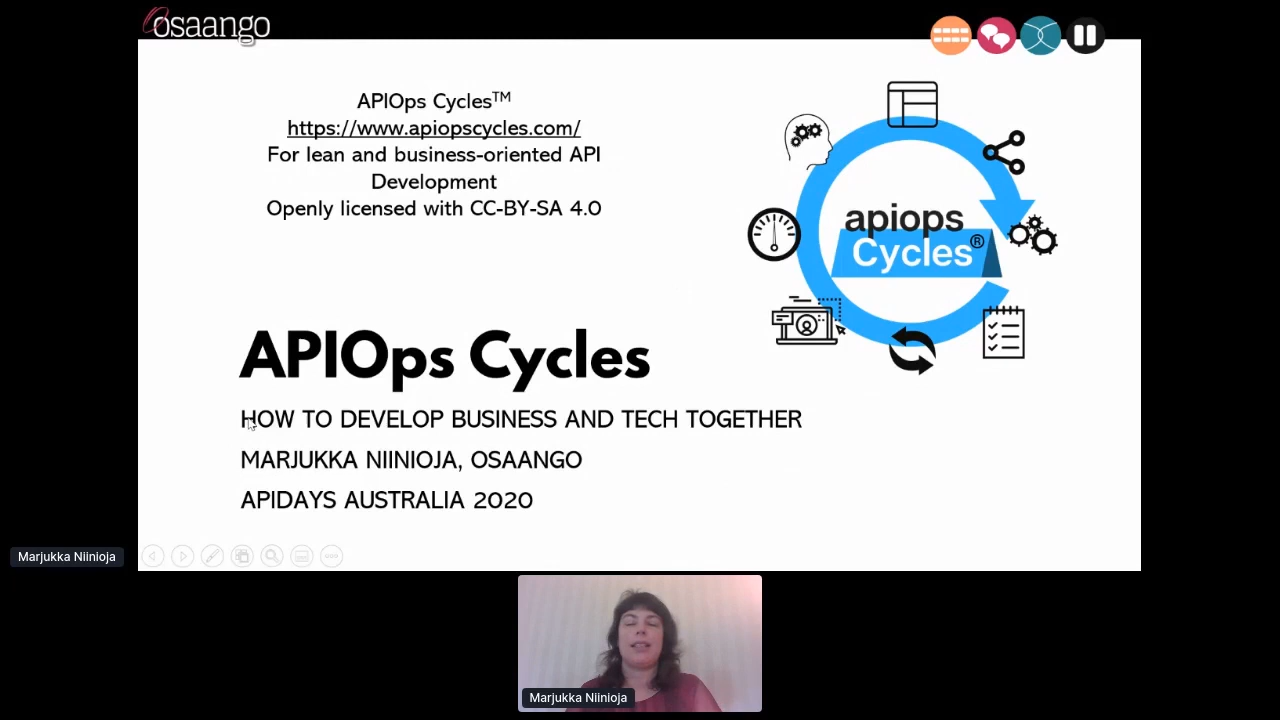 osaango
APIOps Cycles™
https://www.apiopscycles.com/
For lean and business-oriented API
Development
Openly licensed with CC-BY-SA 4.0
apiops
Cycles®
APIOps Cycles
HOW TO DEVELOP BUSINESS AND TECH TOGETHER
MARJUKKA NIINIOJA, OSAANGO
APIDAYS AUSTRALIA 2020
Marjukka Niinioja
Marjukka Niinioja